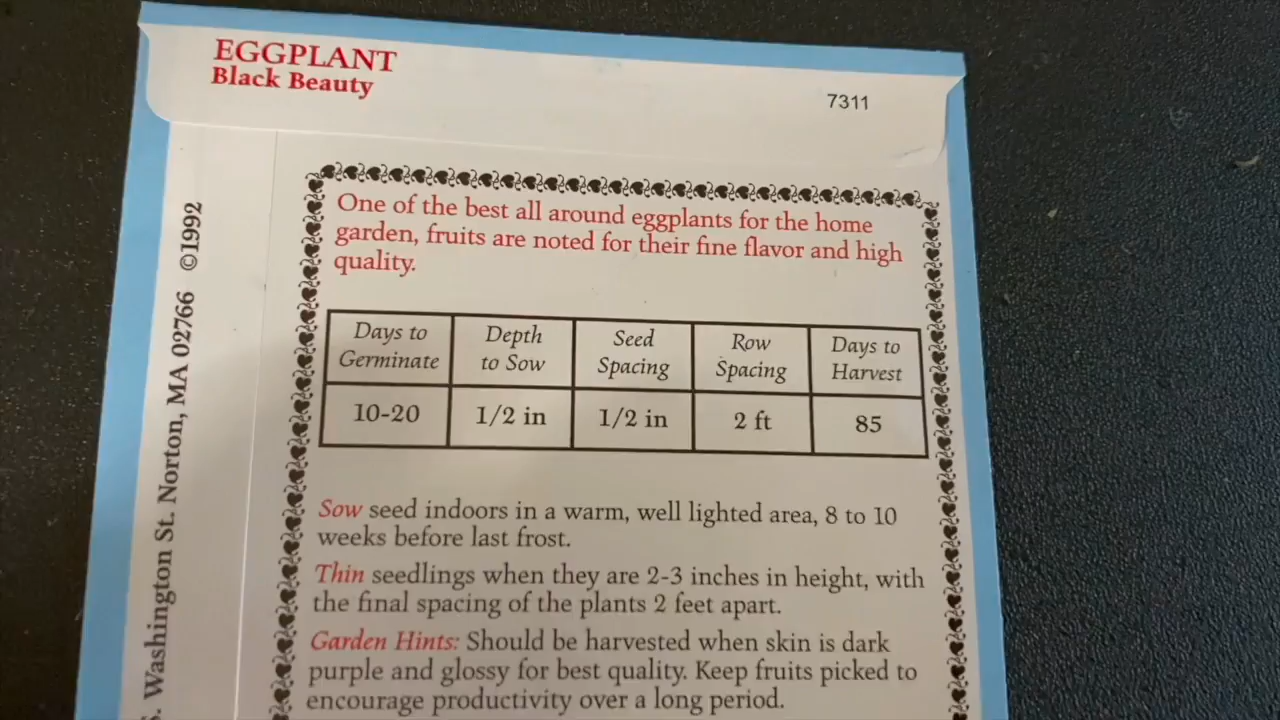 EGGPLANT
Black Beauty
7311
One of the best all around eggplants for the home
garden, fruits are noted for their fine flavor and high
quality.
Days to Germinate | Depth to Sow | Seed Spacing | Row Spacing | Days to Harvest
10-20 | 1/2 in | 1/2 in | 2 ft | 85
Sow seed indoors in a warm, well lighted area, 8 to 10
weeks before last frost.
Thin seedlings when they are 2-3 inches in height, with
the final spacing of the plants 2 feet apart.
Garden Hints: Should be harvested when skin is dark
purple and glossy for best quality. Keep fruits picked to
encourage productivity over a long period.
Washington St. Norton, MA 02766 ©1992